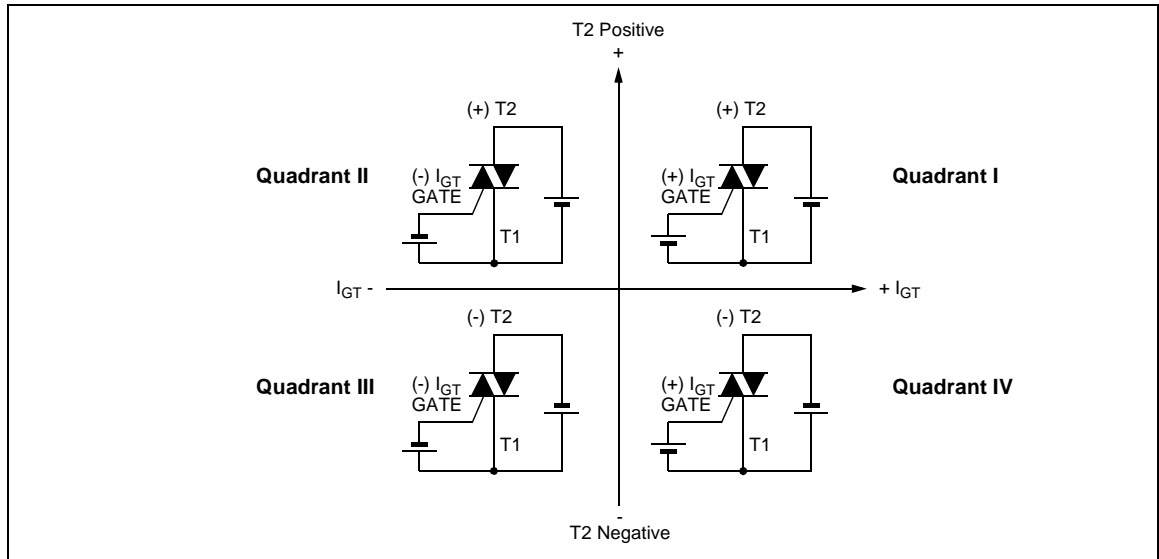 T2 Positive
+
(+) T2
(+) T2
Quadrant II
(-) IGT
GATE
T1
(+) IGT
GATE
T1
Quadrant I
IGT -
+ IGT
(-) T2
(-) T2
Quadrant III
(-) IGT
GATE
T1
(+) IGT
GATE
T1
Quadrant IV
-
T2 Negative